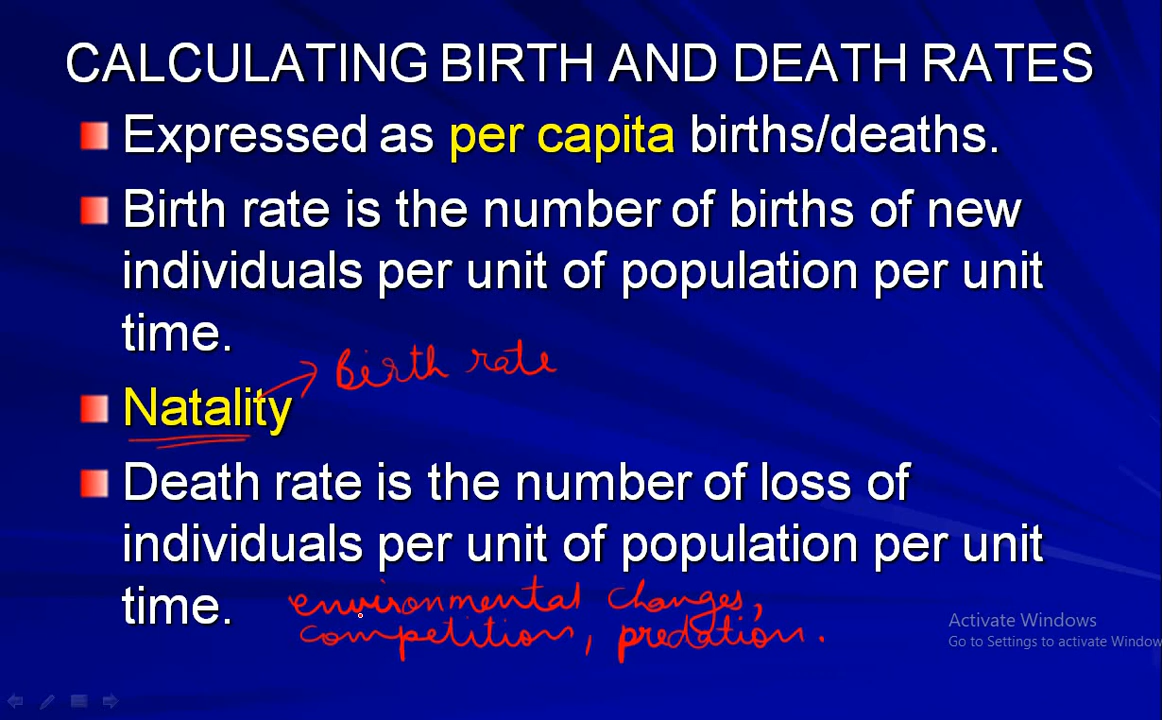 CALCULATING BIRTH AND DEATH RATES
Expressed as per capita births/deaths.
Birth rate is the number of births of new
individuals per unit of population per unit
time.
Birth rate
Natality
Death rate is the number of loss of
individuals per unit of population per unit
time.
environmental changes,
competition, predation.
Activate Windows
Go to Settings to activate Window